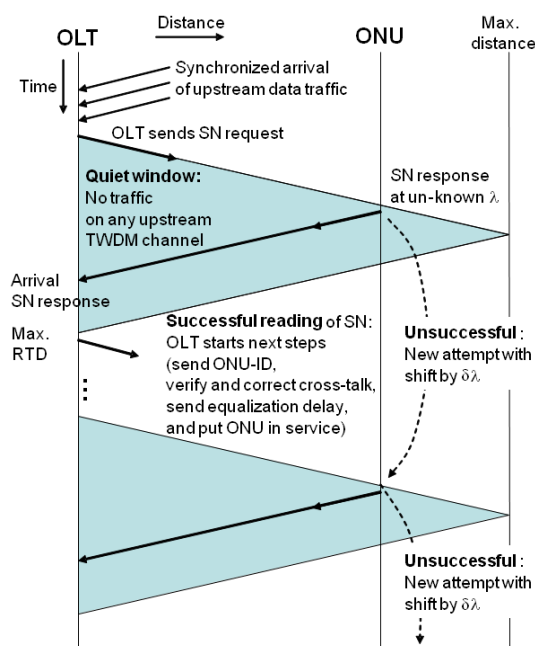 Distance
Max.
distance
OLT
ONU
Time
Synchronized arrival
of upstream data traffic
OLT sends SN request
Quiet window:
No traffic
on any upstream
TWDM channel
SN response
at un-known λ
Arrival
SN response
Max.
RTD
Successful reading of SN:
OLT starts next steps
(send ONU-ID,
verify and correct cross-talk,
send equalization delay,
and put ONU in service)
Unsuccessful :
New attempt with
shift by δλ
Unsuccessful :
New attempt with
shift by δλ